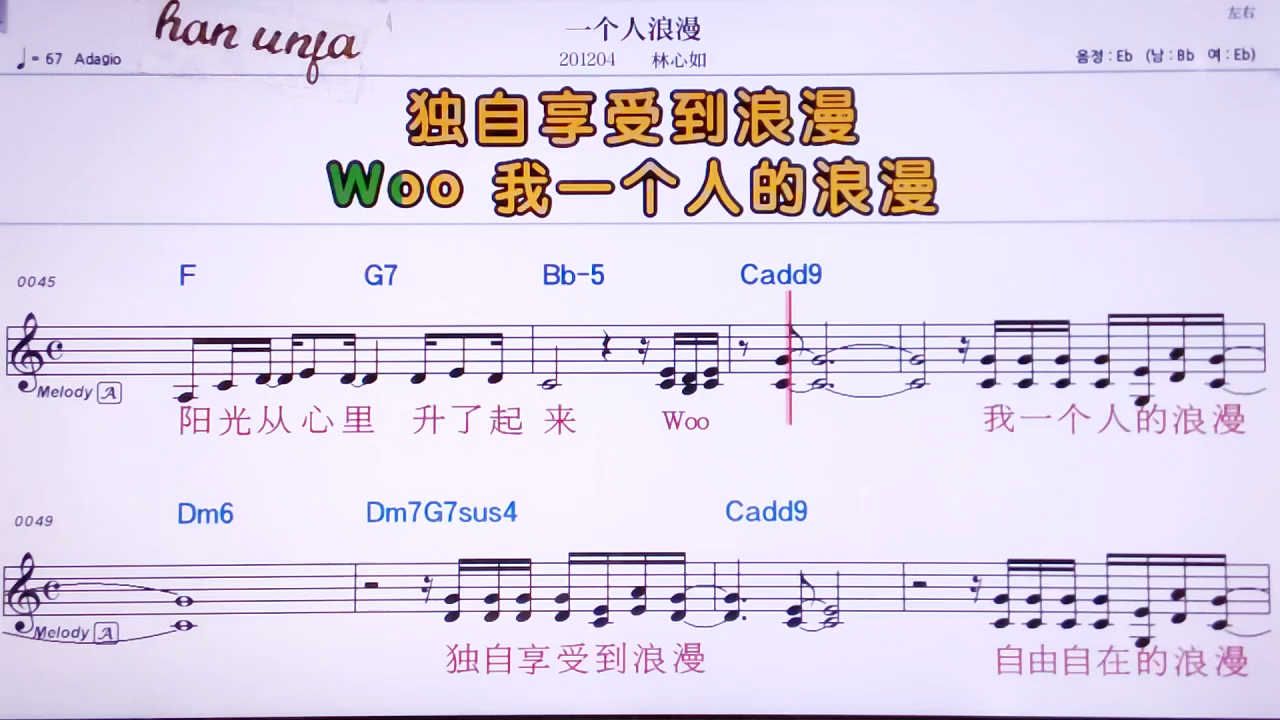 han unfa
一个人浪漫
左右
♩= 67 Adagio
201204 林心如
음정 : Eb (남 : Bb 여 : Eb)
独自享受到浪漫
Woo 我一个人的浪漫
0045
F G7 Bb-5 Cadd9
Melody A
阳光从心里 升了起 来 Woo 我一个人的浪漫
0049
Dm6 Dm7G7sus4 Cadd9
Melody A
独自享受到浪漫 自由自在的浪漫